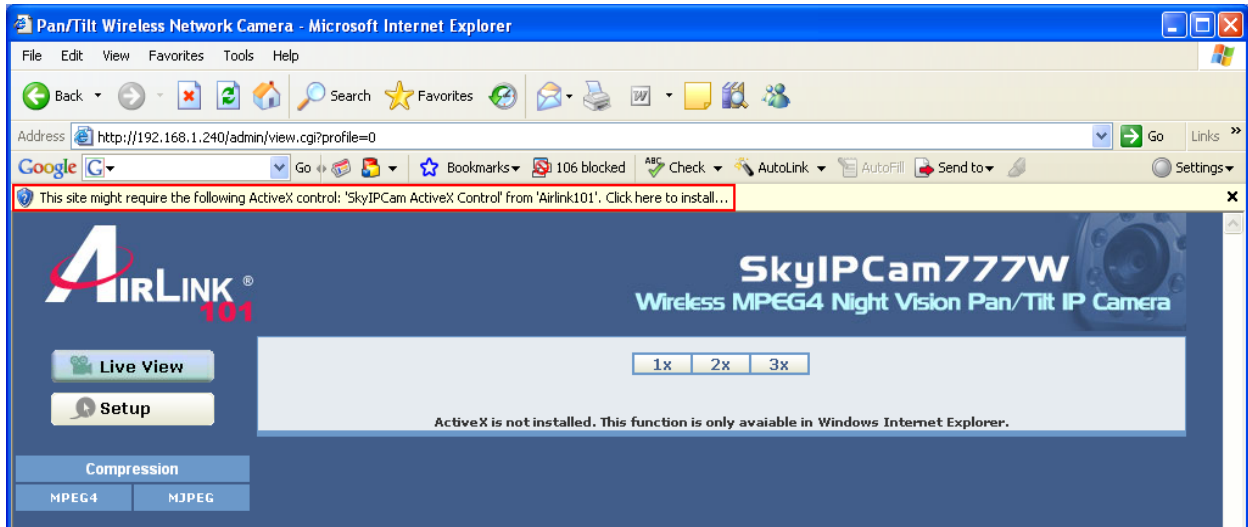 Pan/Tilt Wireless Network Camera - Microsoft Internet Explorer
File Edit View Favorites Tools Help
Back Search Favorites
Address http://192.168.1.240/admin/view.cgi?profile=0 Go Links »
Google G Go Bookmarks 106 blocked ABC Check AutoLink AutoFill Send to Settings
This site might require the following ActiveX control: 'SkyIPCam ActiveX Control' from 'Airlink101'. Click here to install...
AIRLINK ®
101
SkyIPCam777W
Wireless MPEG4 Night Vision Pan/Tilt IP Camera
Live View
Setup
1x 2x 3x
ActiveX is not installed. This function is only avaiable in Windows Internet Explorer.
Compression
MPEG4 MJPEG